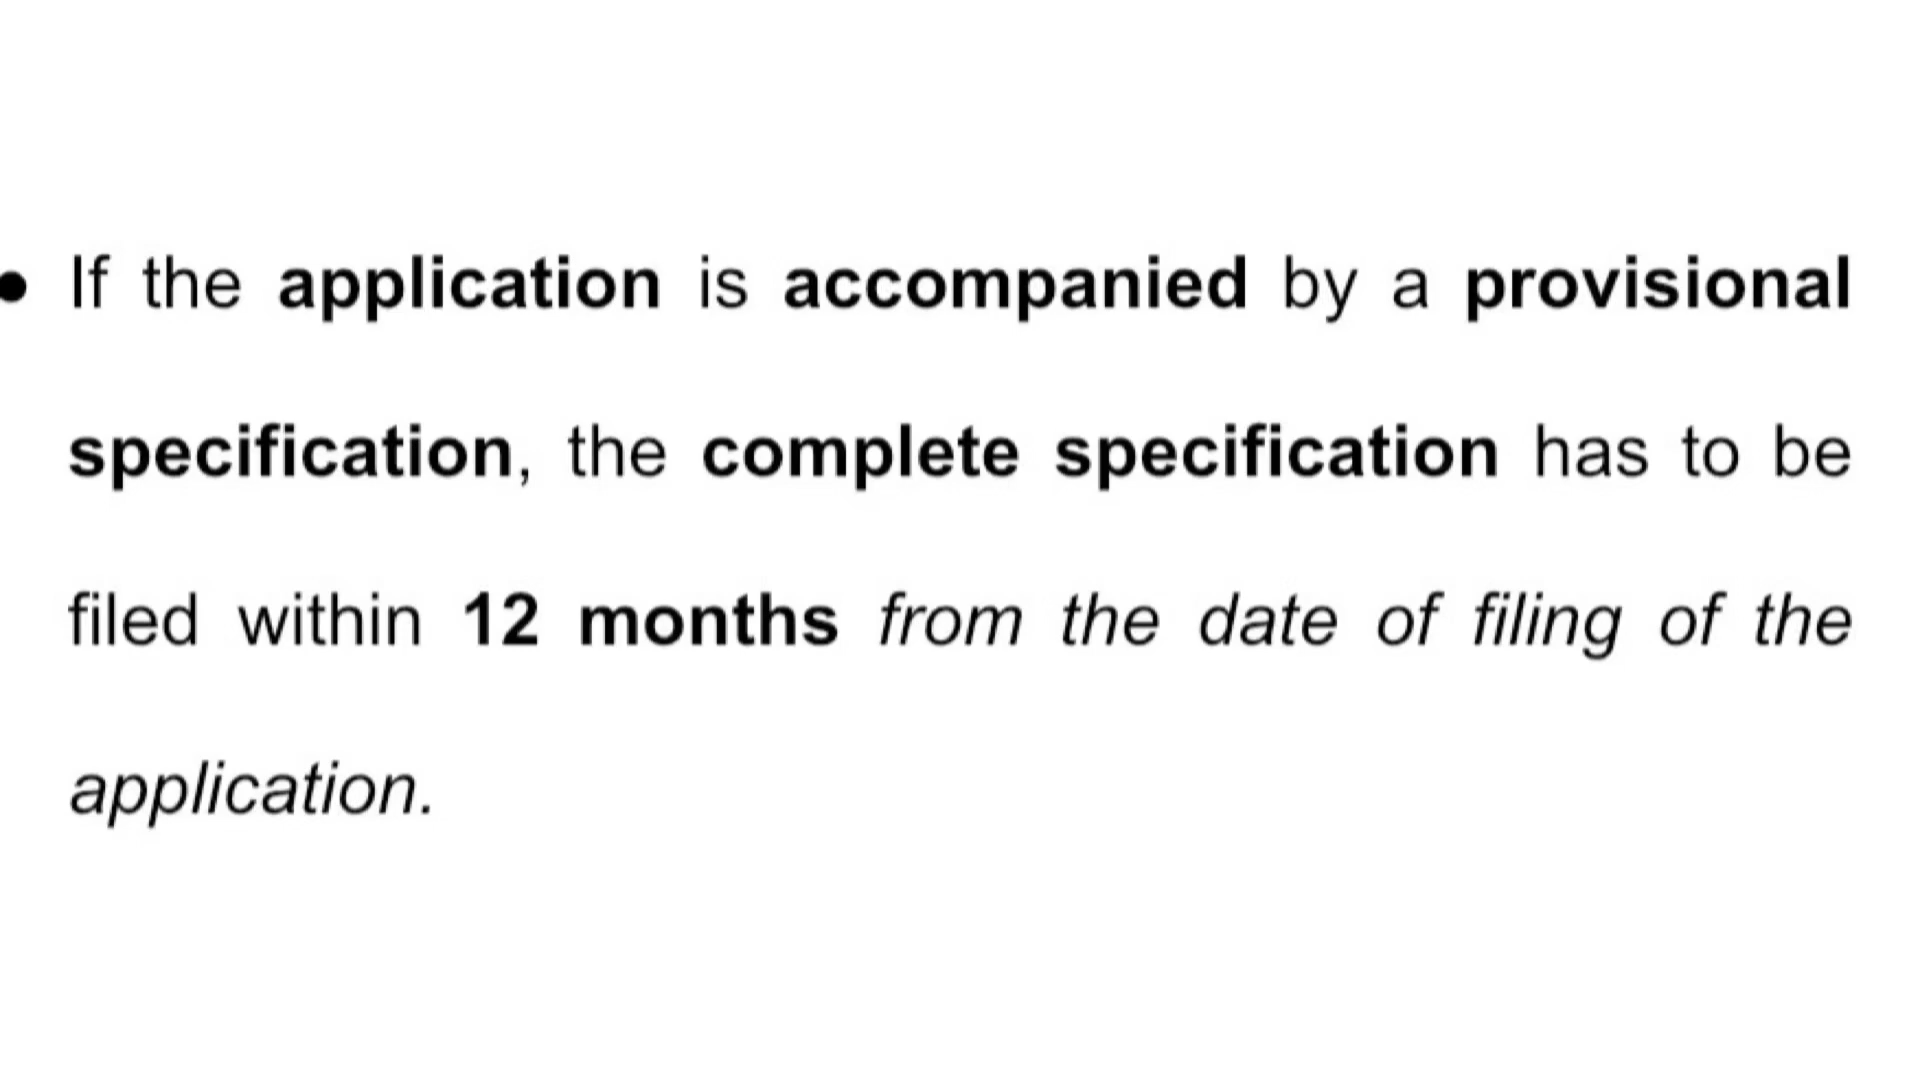 • If the application is accompanied by a provisional
specification, the complete specification has to be
filed within 12 months from the date of filing of the
application.